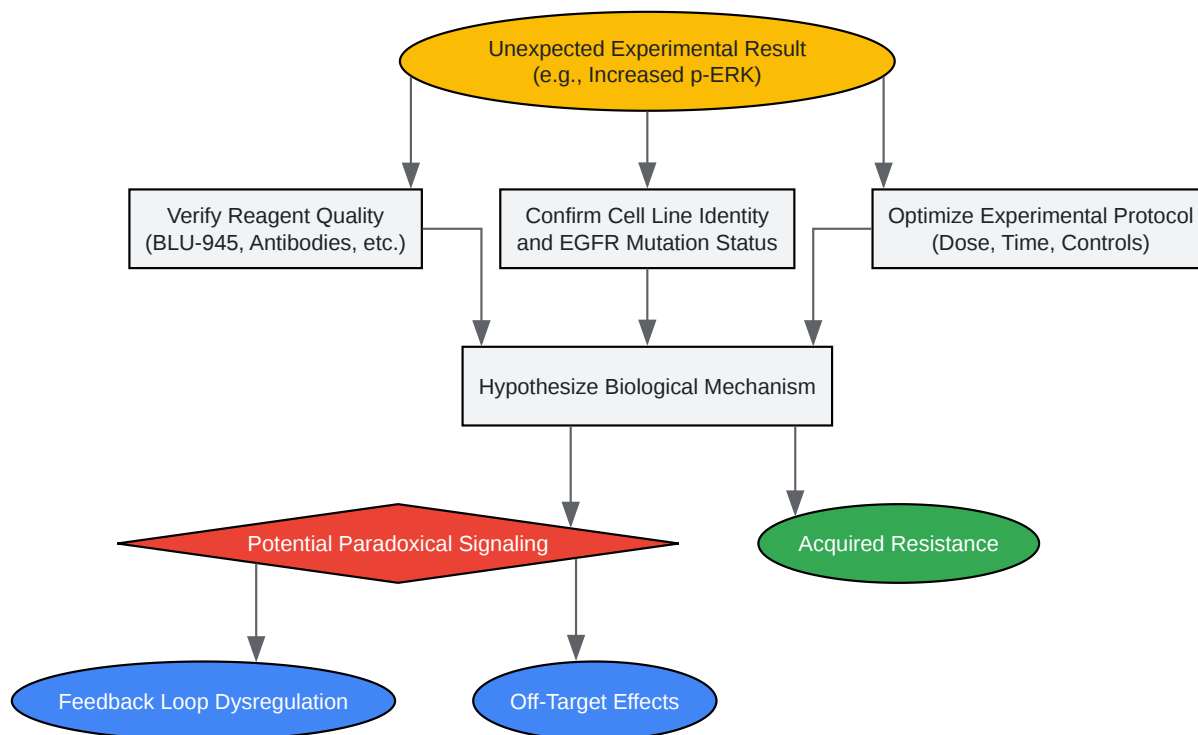 Unexpected Experimental Result
(e.g., Increased p-ERK)
Verify Reagent Quality
(BLU-945, Antibodies, etc.)
Confirm Cell Line Identity
and EGFR Mutation Status
Optimize Experimental Protocol
(Dose, Time, Controls)
Hypothesize Biological Mechanism
Potential Paradoxical Signaling
Acquired Resistance
Feedback Loop Dysregulation
Off-Target Effects